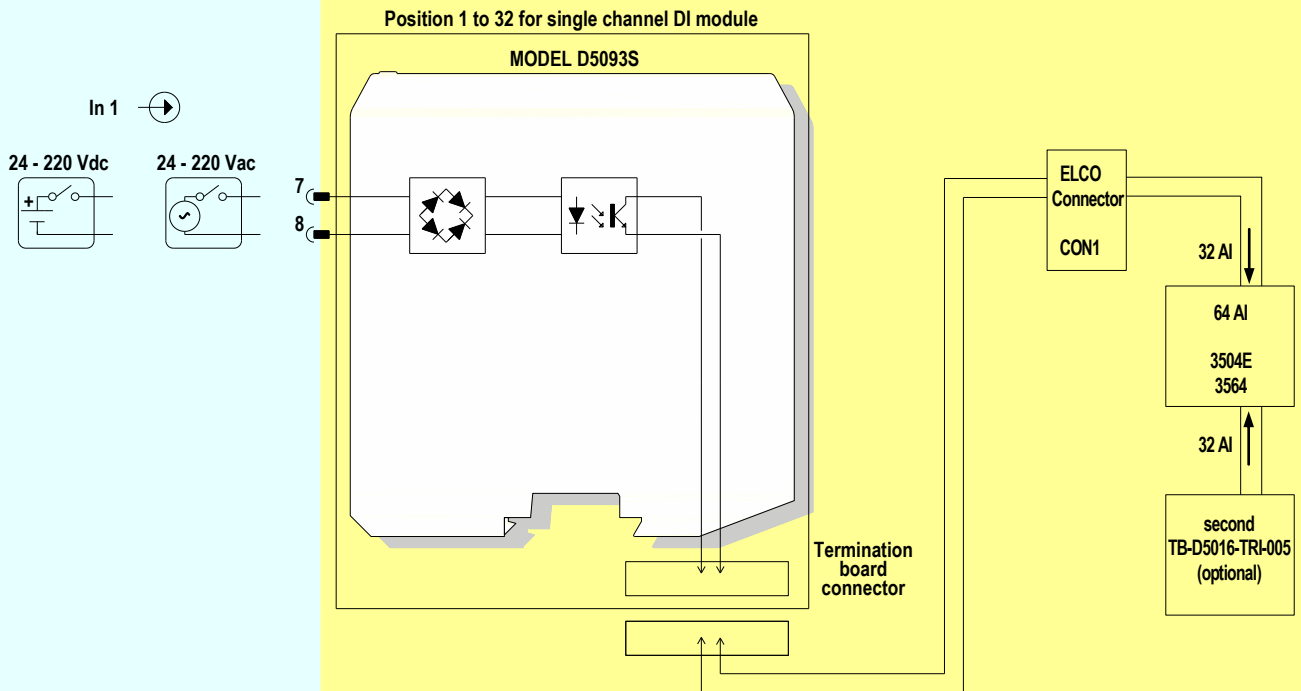 Position 1 to 32 for single channel DI module
MODEL D5093S
In 1
24 - 220 Vdc
24 - 220 Vac
+
7
8
ELCO
Connector
CON1
32 AI
64 AI
3504E
3564
32 AI
second
TB-D5016-TRI-005
(optional)
Termination
board
connector